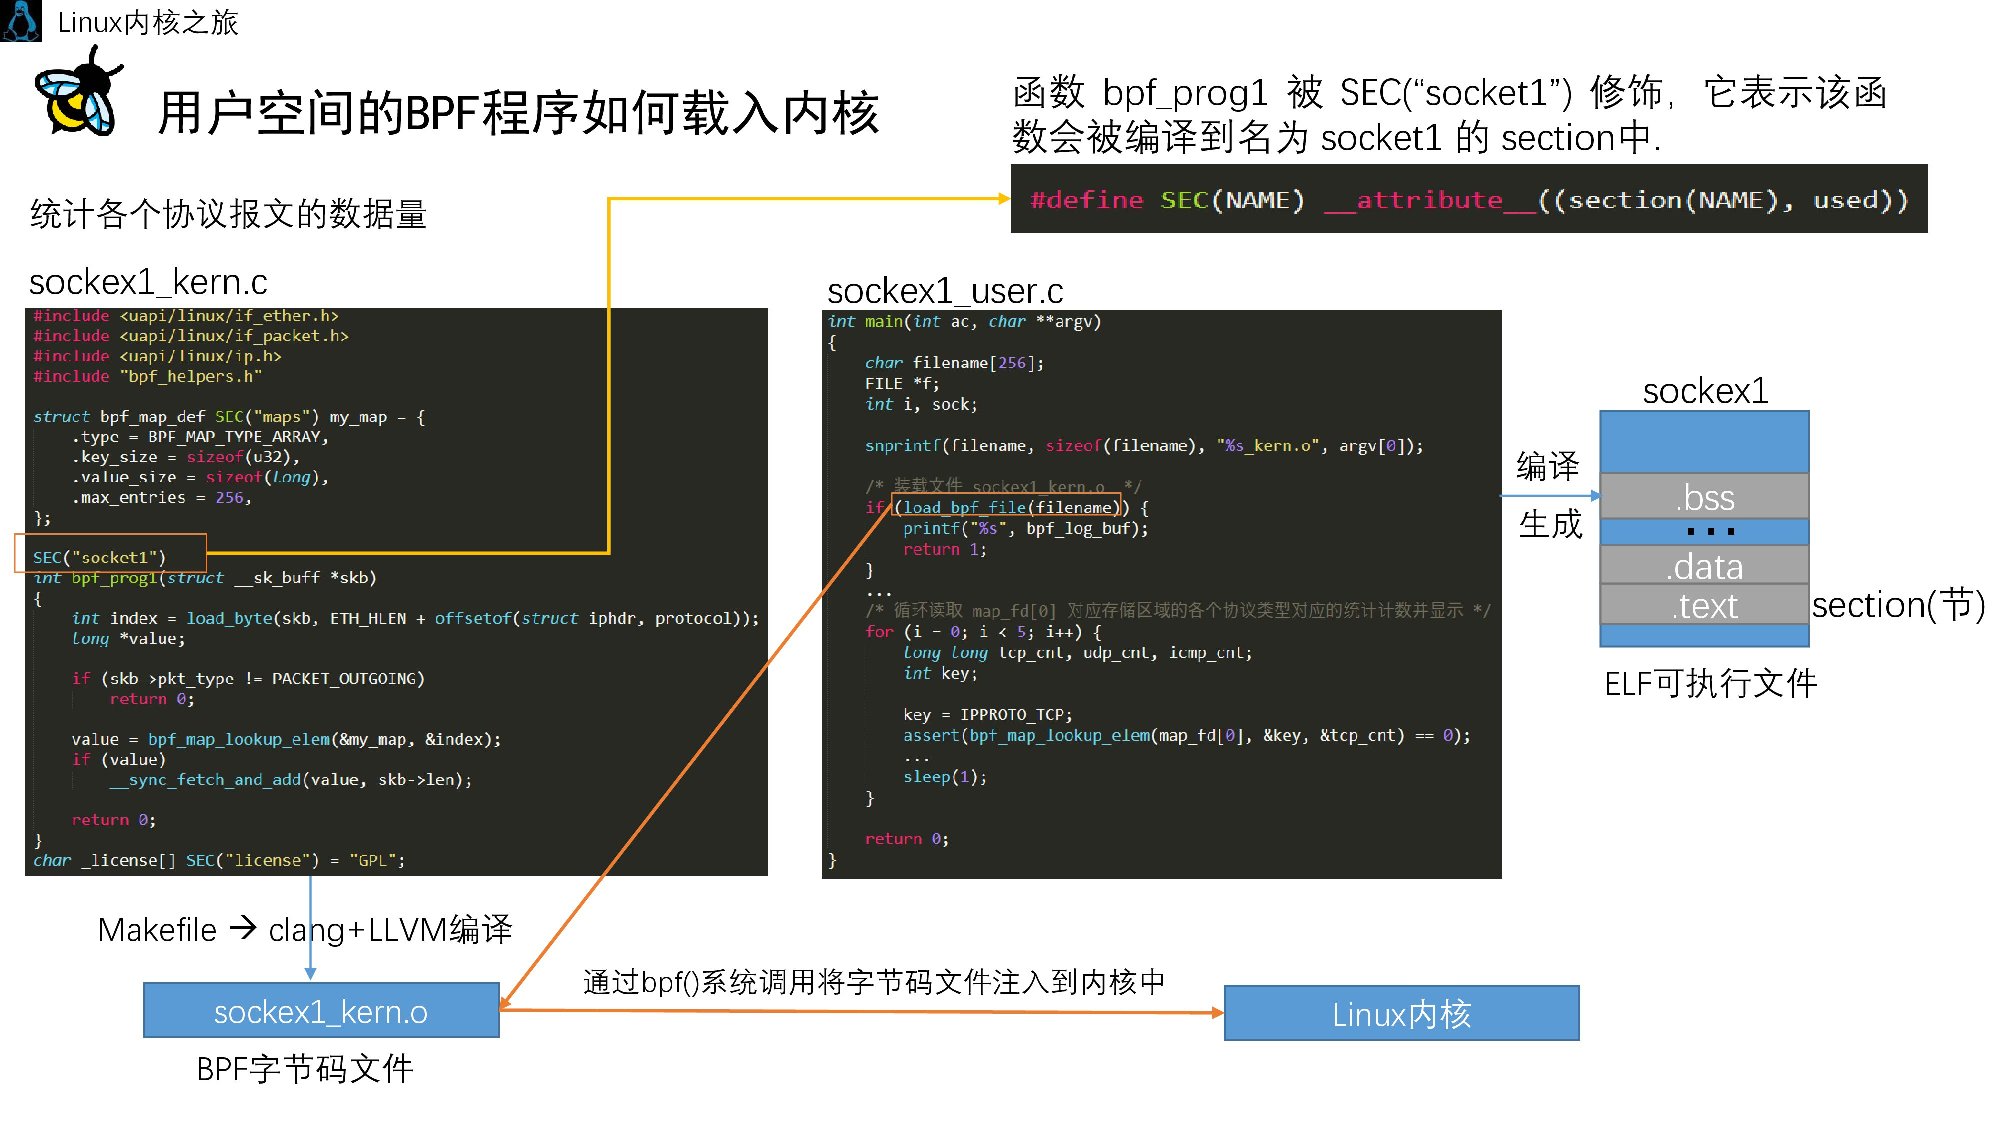 Linux内核之旅
用户空间的BPF程序如何载入内核
函数 bpf_prog1 被 SEC(“socket1”) 修饰，它表示该函
数会被编译到名为 socket1 的 section中.
#define SEC(NAME) __attribute__((section(NAME), used))
统计各个协议报文的数据量
sockex1_kern.c
#include <uapi/linux/if_ether.h>
#include <uapi/linux/if_packet.h>
#include <uapi/linux/ip.h>
#include "bpf_helpers.h"
struct bpf_map_def SEC("maps") my_map = {
.type = BPF_MAP_TYPE_ARRAY,
.key_size = sizeof(u32),
.value_size = sizeof(long),
.max_entries = 256,
};
SEC("socket1")
int bpf_prog1(struct __sk_buff *skb)
{
int index = load_byte(skb, ETH_HLEN + offsetof(struct iphdr, protocol));
long *value;
if (skb->pkt_type != PACKET_OUTGOING)
return 0;
value = bpf_map_lookup_elem(&my_map, &index);
if (value)
__sync_fetch_and_add(value, skb->len);
return 0;
}
char _license[] SEC("license") = "GPL";
sockex1_user.c
int main(int ac, char **argv)
{
char filename[256];
FILE *f;
int i, sock;
snprintf(filename, sizeof(filename), "%s_kern.o", argv[0]);
/* 装载文件 sockex1_kern.o */
if (load_bpf_file(filename)) {
printf("%s", bpf_log_buf);
return 1;
}
...
/* 循环读取 map_fd[0] 对应存储区域的各个协议类型对应的统计计数并显示 */
for (i = 0; i < 5; i++) {
long long tcp_cnt, udp_cnt, icmp_cnt;
int key;
key = IPPROTO_TCP;
assert(bpf_map_lookup_elem(map_fd[0], &key, &tcp_cnt) == 0);
...
sleep(1);
}
return 0;
}
编译
生成
sockex1
.bss
...
.data
.text
section(节)
ELF可执行文件
Makefile → clang+LLVM编译
sockex1_kern.o
BPF字节码文件
通过bpf()系统调用将字节码文件注入到内核中
Linux内核